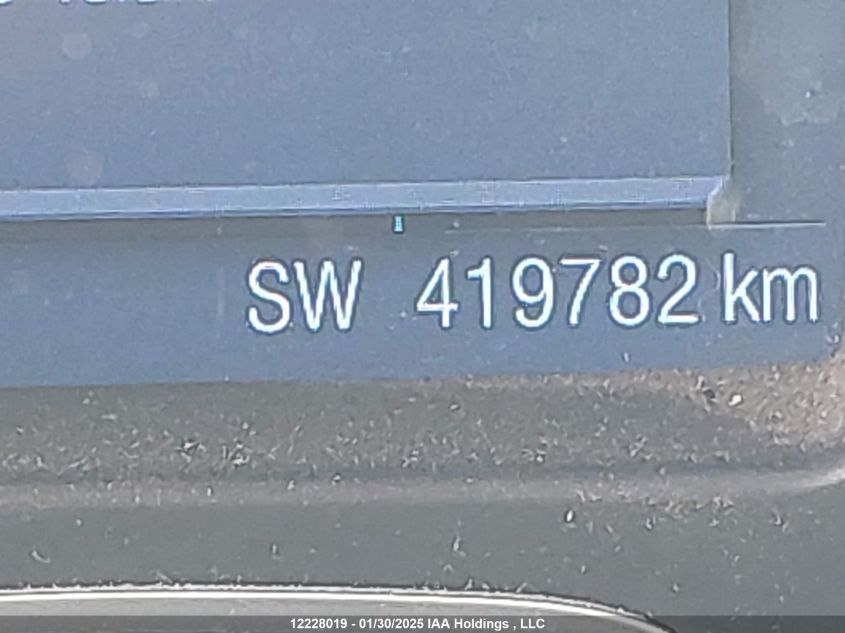 SW 419782 km
12228019 - 01/30/2025 IAA Holdings , LLC